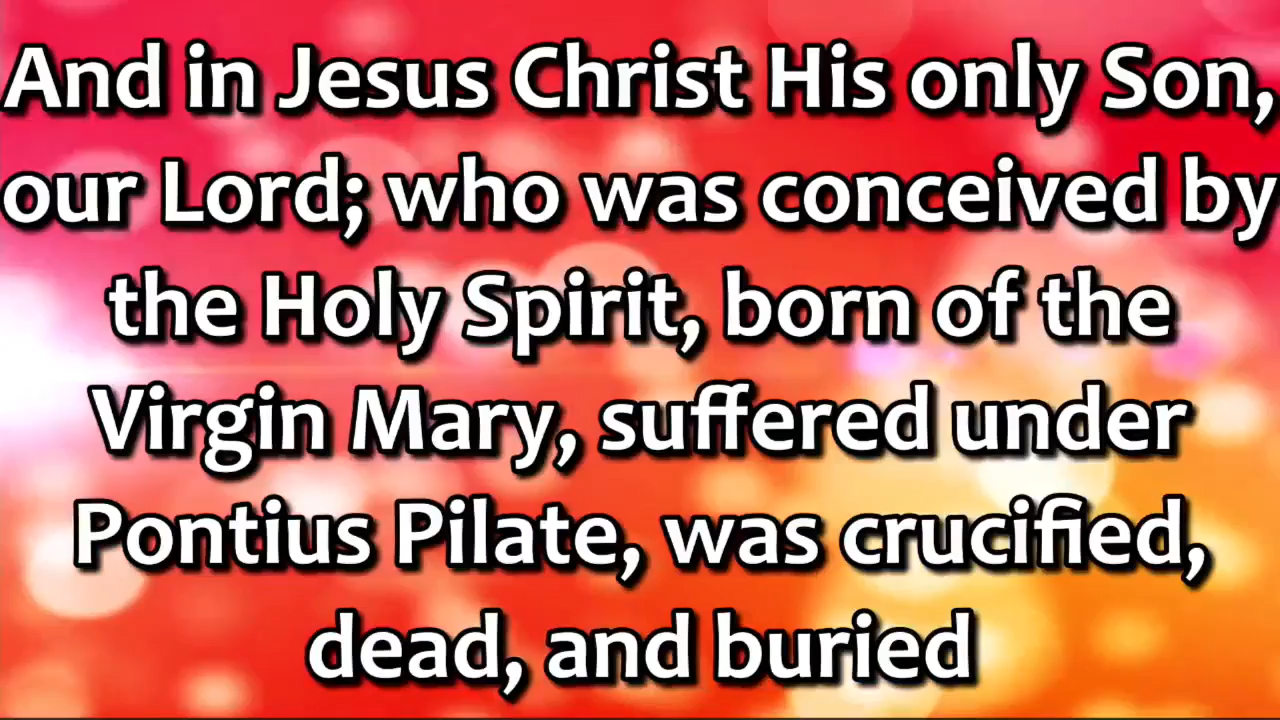 And in Jesus Christ His only Son,
our Lord; who was conceived by
the Holy Spirit, born of the
Virgin Mary, suffered under
Pontius Pilate, was crucified,
dead, and buried